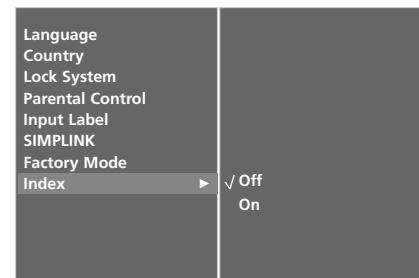 Language
Country
Lock System
Parental Control
Input Label
SIMPLINK
Factory Mode
Index ► √ Off
On